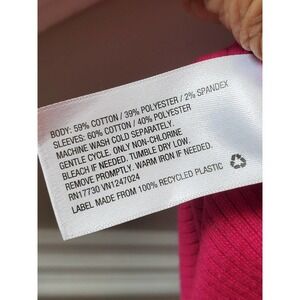 BODY: 59% COTTON / 39% POLYESTER / 2% SPANDEX
SLEEVES: 60% COTTON / 40% POLYESTER.
MACHINE WASH COLD SEPARATELY.
GENTLE CYCLE. ONLY NON-CHLORINE
BLEACH IF NEEDED. TUMBLE DRY LOW.
REMOVE PROMPTLY. WARM IRON IF NEEDED.
RN17730 VN1247024
LABEL MADE FROM 100% RECYCLED PLASTIC